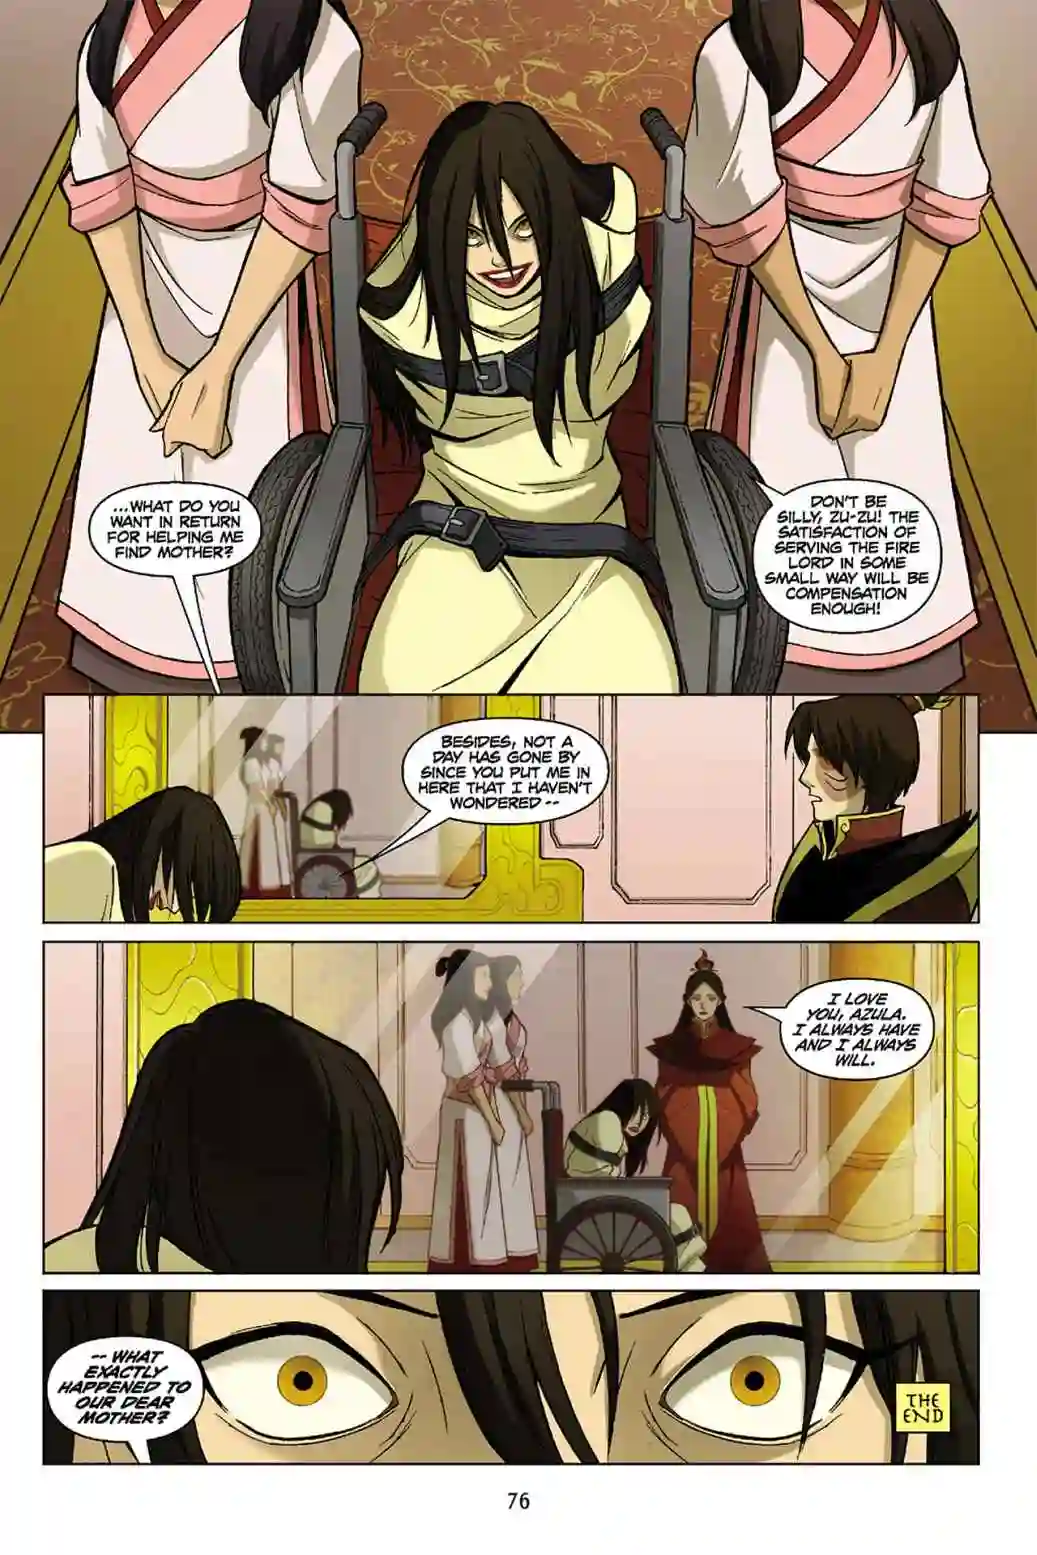 ...WHAT DO YOU
WANT IN RETURN
FOR HELPING ME
FIND MOTHER?
DON'T BE
SILLY, ZU-ZU! THE
SATISFACTION OF
SERVING THE FIRE
LORD IN SOME
SMALL WAY WILL BE
COMPENSATION
ENOUGH!
BESIDES, NOT A
DAY HAS GONE BY
SINCE YOU PUT ME IN
HERE THAT I HAVEN'T
WONDERED --
I LOVE
YOU, AZULA.
I ALWAYS HAVE
AND I ALWAYS
WILL.
-- WHAT
EXACTLY
HAPPENED TO
OUR DEAR
MOTHER?
THE
END
76